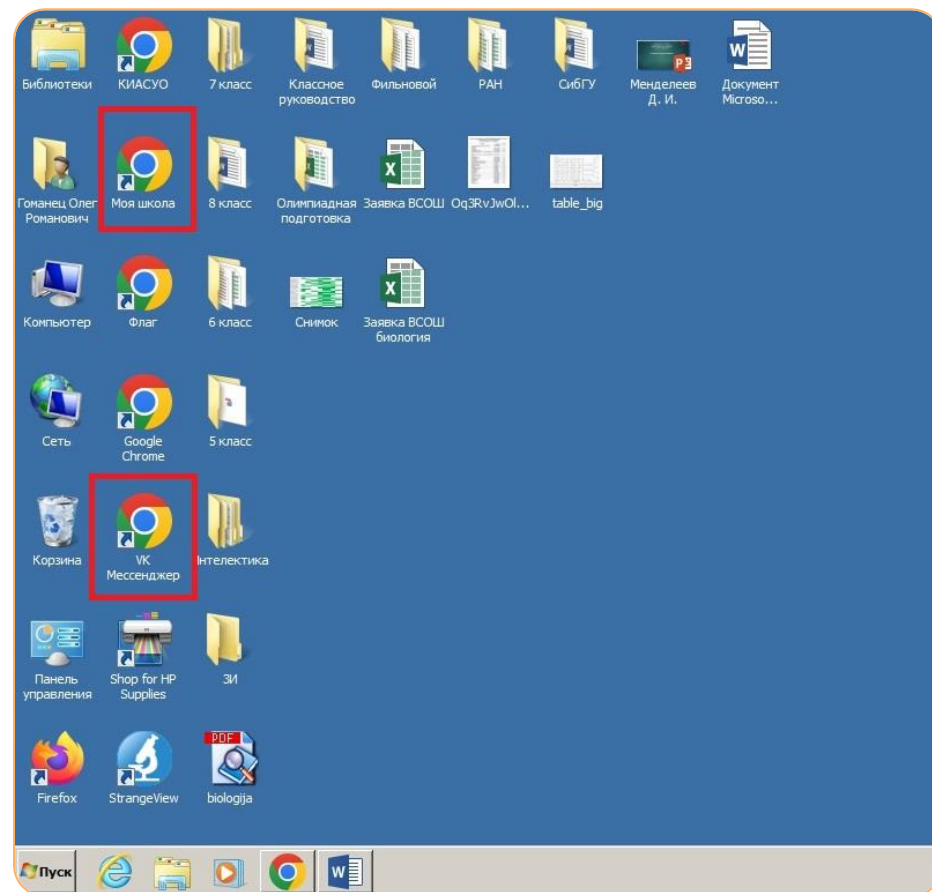 Библиотеки
КИАСУО
7 класс
Классное
руководство
Фильновой
РАН
СибГУ
Менделеев
Д. И.
Документ
Microso...
Гоманец Олег
Романович
Моя школа
8 класс
Олимпиадная
подготовка
Заявка ВСОШ
Oq3RvJwOl...
table_big
Компьютер
Флаг
6 класс
Снимок
Заявка ВСОШ
биология
Сеть
Google
Chrome
5 класс
Корзина
VK
Мессенджер
Интелектика
Панель
управления
Shop for HP
Supplies
ЗИ
Firefox
StrangeView
PDF
biologija
Пуск